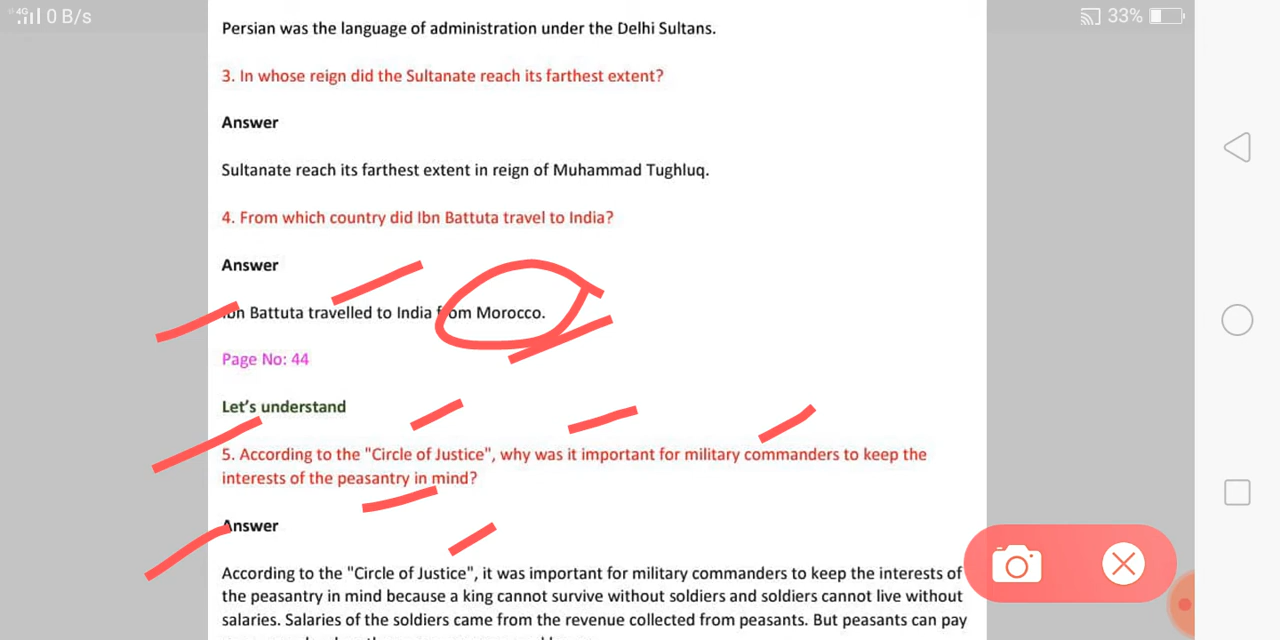 4G 0 B/s
33%
Persian was the language of administration under the Delhi Sultans.
3. In whose reign did the Sultanate reach its farthest extent?
Answer
Sultanate reach its farthest extent in reign of Muhammad Tughluq.
4. From which country did Ibn Battuta travel to India?
Answer
Ibn Battuta travelled to India from Morocco.
Page No: 44
Let's understand
5. According to the "Circle of Justice", why was it important for military commanders to keep the
interests of the peasantry in mind?
Answer
According to the "Circle of Justice", it was important for military commanders to keep the interests of
the peasantry in mind because a king cannot survive without soldiers and soldiers cannot live without
salaries. Salaries of the soldiers came from the revenue collected from peasants. But peasants can pay